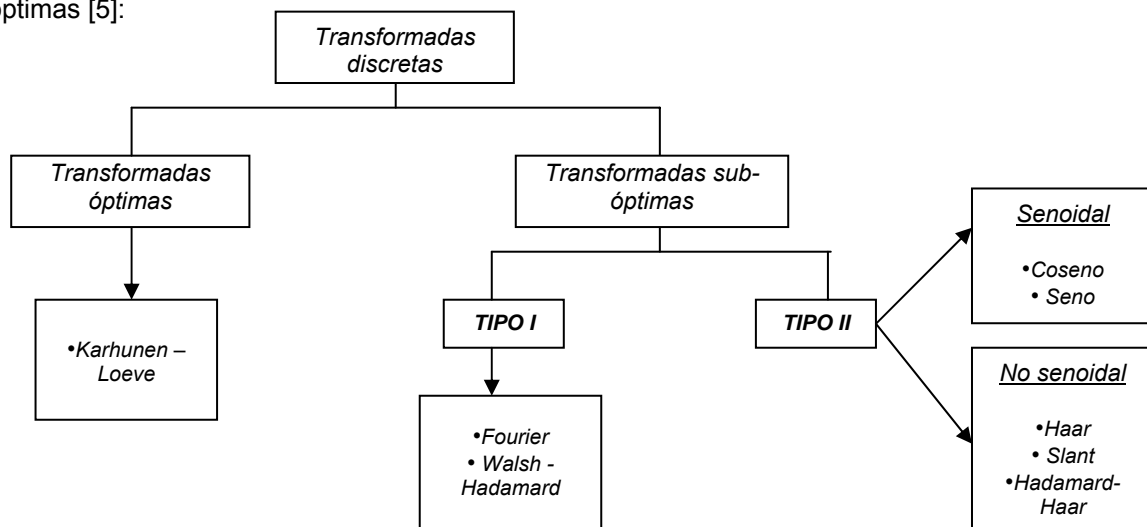 óptimas [5]:
Transformadas
discretas
Transformadas
óptimas
Transformadas sub-
óptimas
•Karhunen –
Loeve
TIPO I
TIPO II
•Fourier
• Walsh -
Hadamard
Senoidal
•Coseno
• Seno
No senoidal
•Haar
• Slant
•Hadamard-
Haar